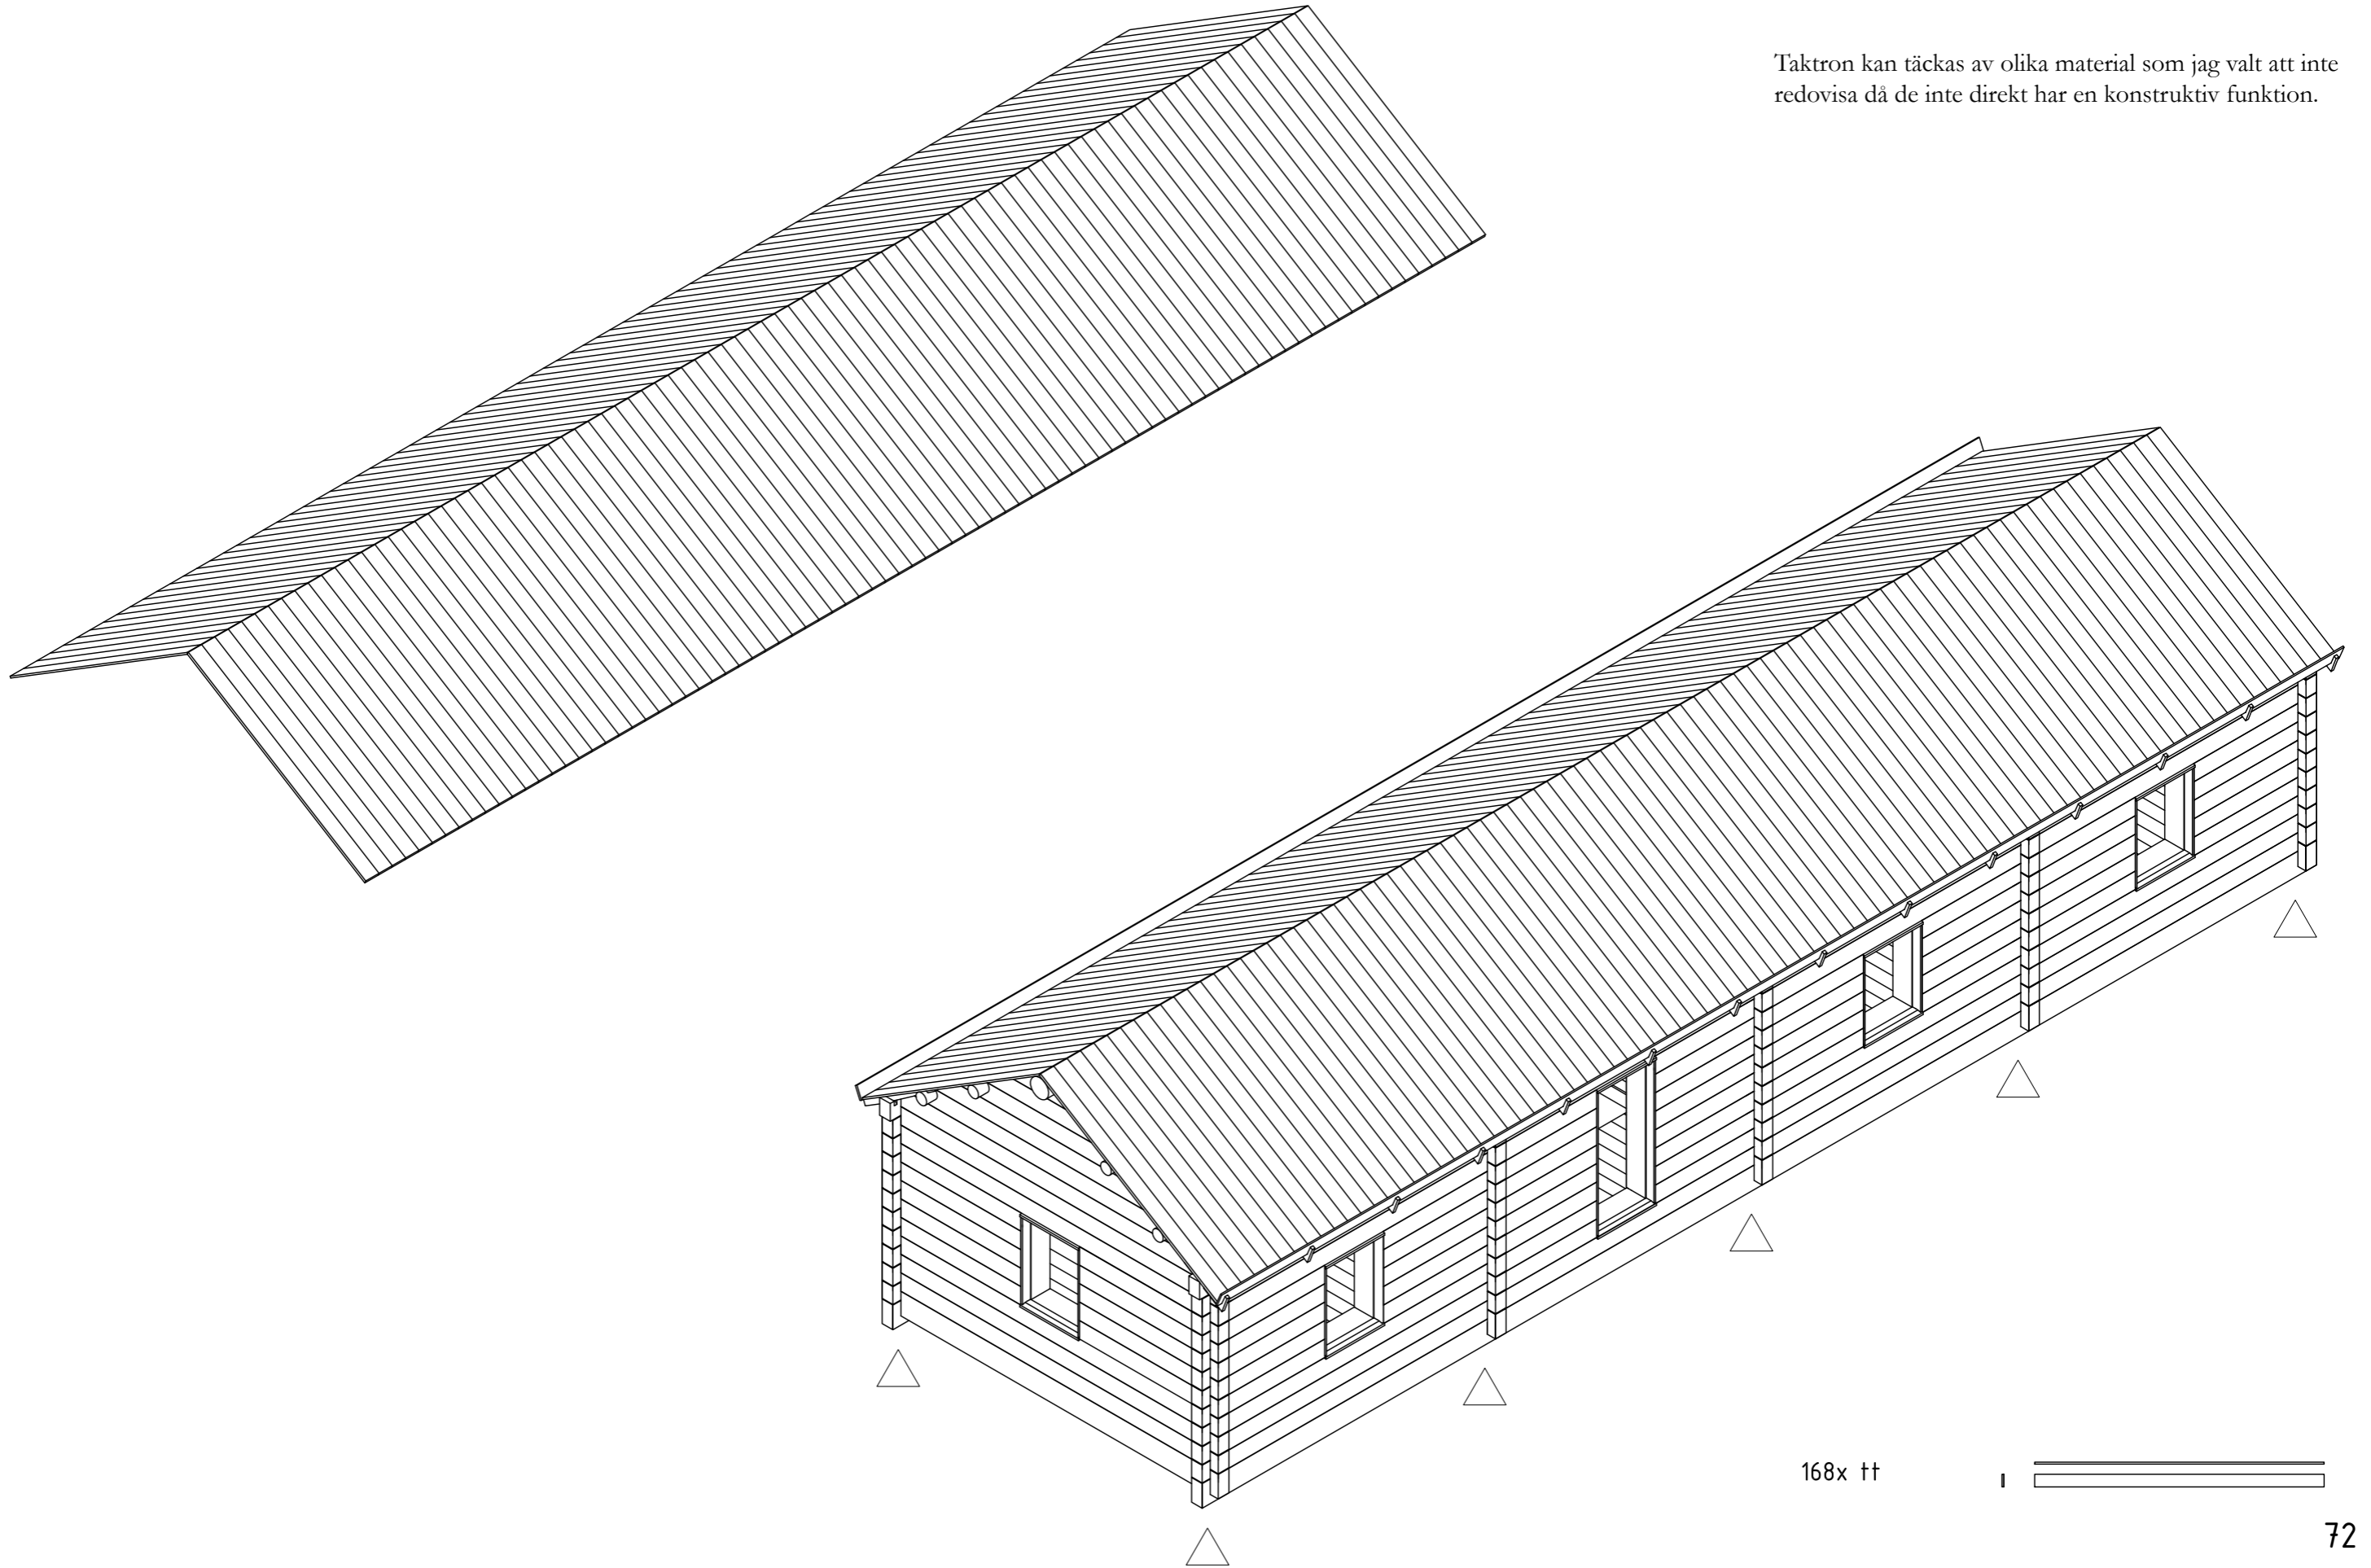 Taktron kan täckas av olika material som jag valt att inte
redovisa då de inte direkt har en konstruktiv funktion.
168x tt
72